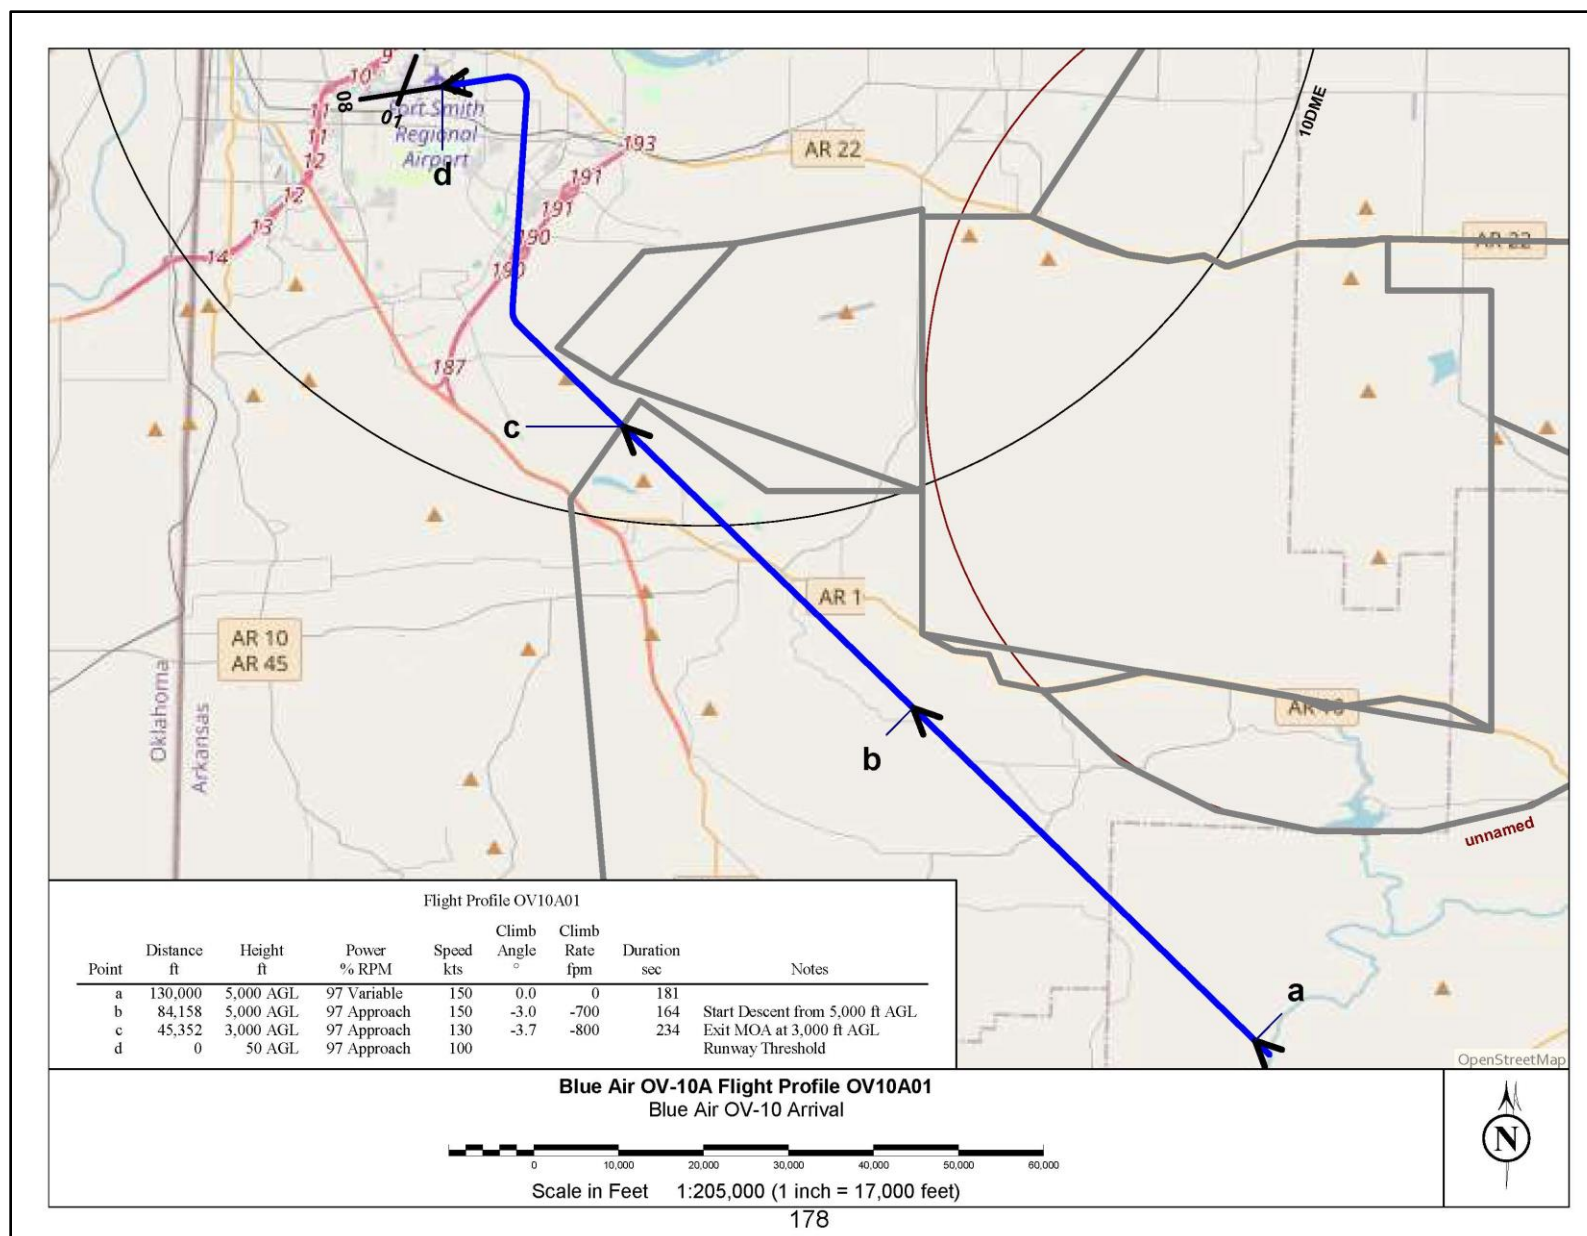 9
10
08
01
11
11
12
12
13
14
Fort Smith
Regional
Airport
d
193
191
191
190
190
187
AR 22
10DME
AR 22
c
AR 1
AR 10
AR 45
Oklahoma
Arkansas
b
AR 10
unnamed
a
OpenStreetMap
Flight Profile OV10A01
Point Distance ft Height ft Power % RPM Speed kts Climb Angle ° Climb Rate fpm Duration sec Notes
a 130,000 5,000 AGL 97 Variable 150 0.0 0 181
b 84,158 5,000 AGL 97 Approach 150 -3.0 -700 164 Start Descent from 5,000 ft AGL
c 45,352 3,000 AGL 97 Approach 130 -3.7 -800 234 Exit MOA at 3,000 ft AGL
d 0 50 AGL 97 Approach 100 Runway Threshold
Blue Air OV-10A Flight Profile OV10A01
Blue Air OV-10 Arrival
0 10,000 20,000 30,000 40,000 50,000 60,000
Scale in Feet 1:205,000 (1 inch = 17,000 feet)
N
178